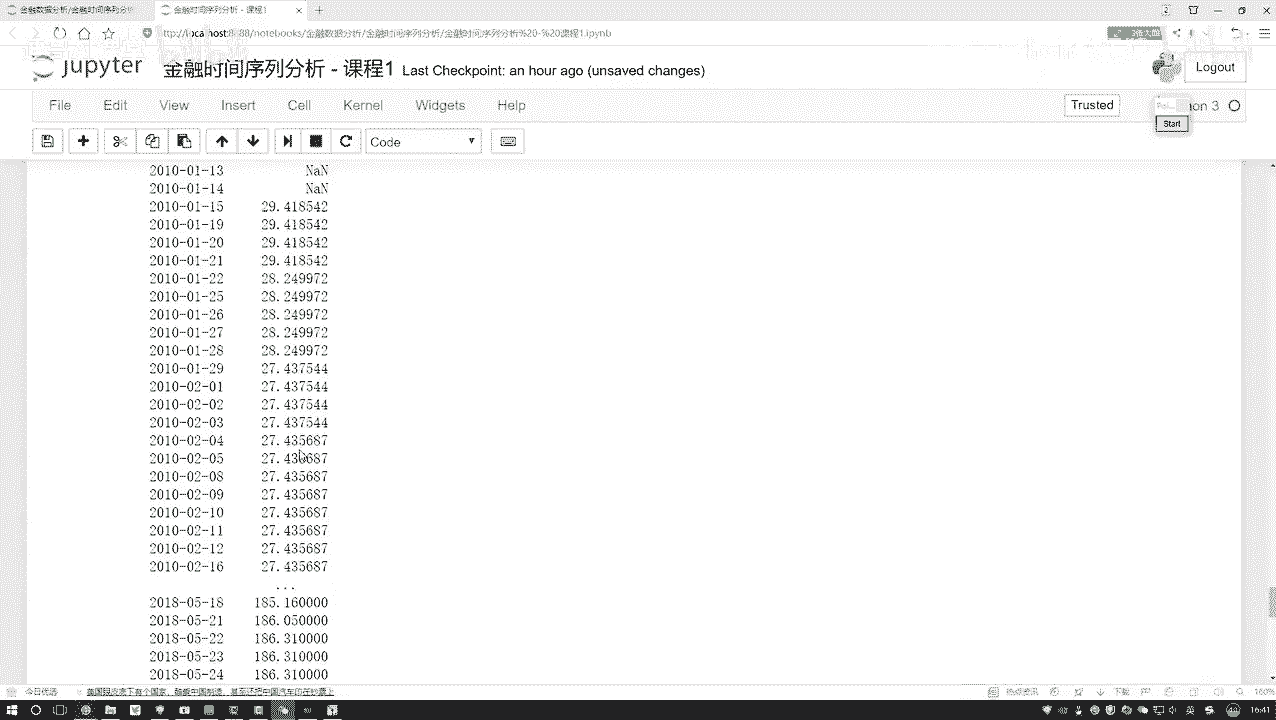 金融数据分析/金融时间序列分
金融时间序列分析 - 课程1
localhost:8888/notebooks/金融数据分析/金融时间序列分析/金融时间序列分析%20-%20课程1.ipynb
jupyter 金融时间序列分析 - 课程1 Last Checkpoint: an hour ago (unsaved changes)
Logout
File Edit View Insert Cell Kernel Widgets Help
Trusted
on 3
Start
Code
2010-01-13 NaN
2010-01-14 NaN
2010-01-15 29.418542
2010-01-19 29.418542
2010-01-20 29.418542
2010-01-21 29.418542
2010-01-22 28.249972
2010-01-25 28.249972
2010-01-26 28.249972
2010-01-27 28.249972
2010-01-28 28.249972
2010-01-29 27.437544
2010-02-01 27.437544
2010-02-02 27.437544
2010-02-03 27.437544
2010-02-04 27.435687
2010-02-05 27.435687
2010-02-08 27.435687
2010-02-09 27.435687
2010-02-10 27.435687
2010-02-11 27.435687
2010-02-12 27.435687
2010-02-16 27.435687
...
2018-05-18 185.160000
2018-05-21 186.050000
2018-05-22 186.310000
2018-05-23 186.310000
2018-05-24 186.310000
今日优选
下载
160%
16:41